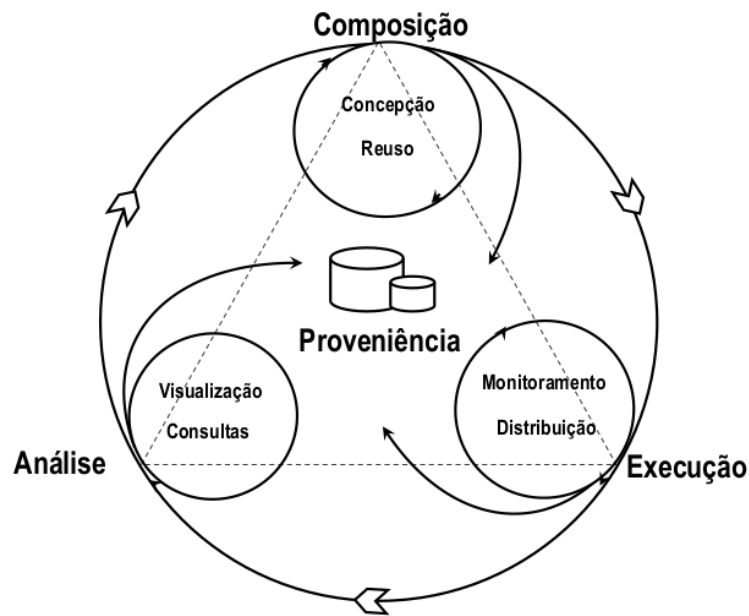 Composição
Concepção
Reuso
Proveniência
Visualização
Consultas
Monitoramento
Distribuição
Análise
Execução